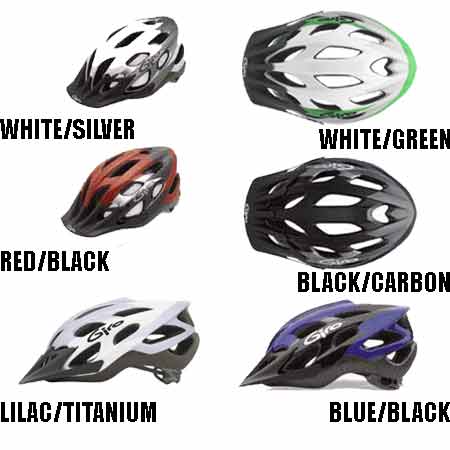 WHITE/SILVER
WHITE/GREEN
RED/BLACK
BLACK/CARBON
Giro
Giro
LILAC/TITANIUM
BLUE/BLACK